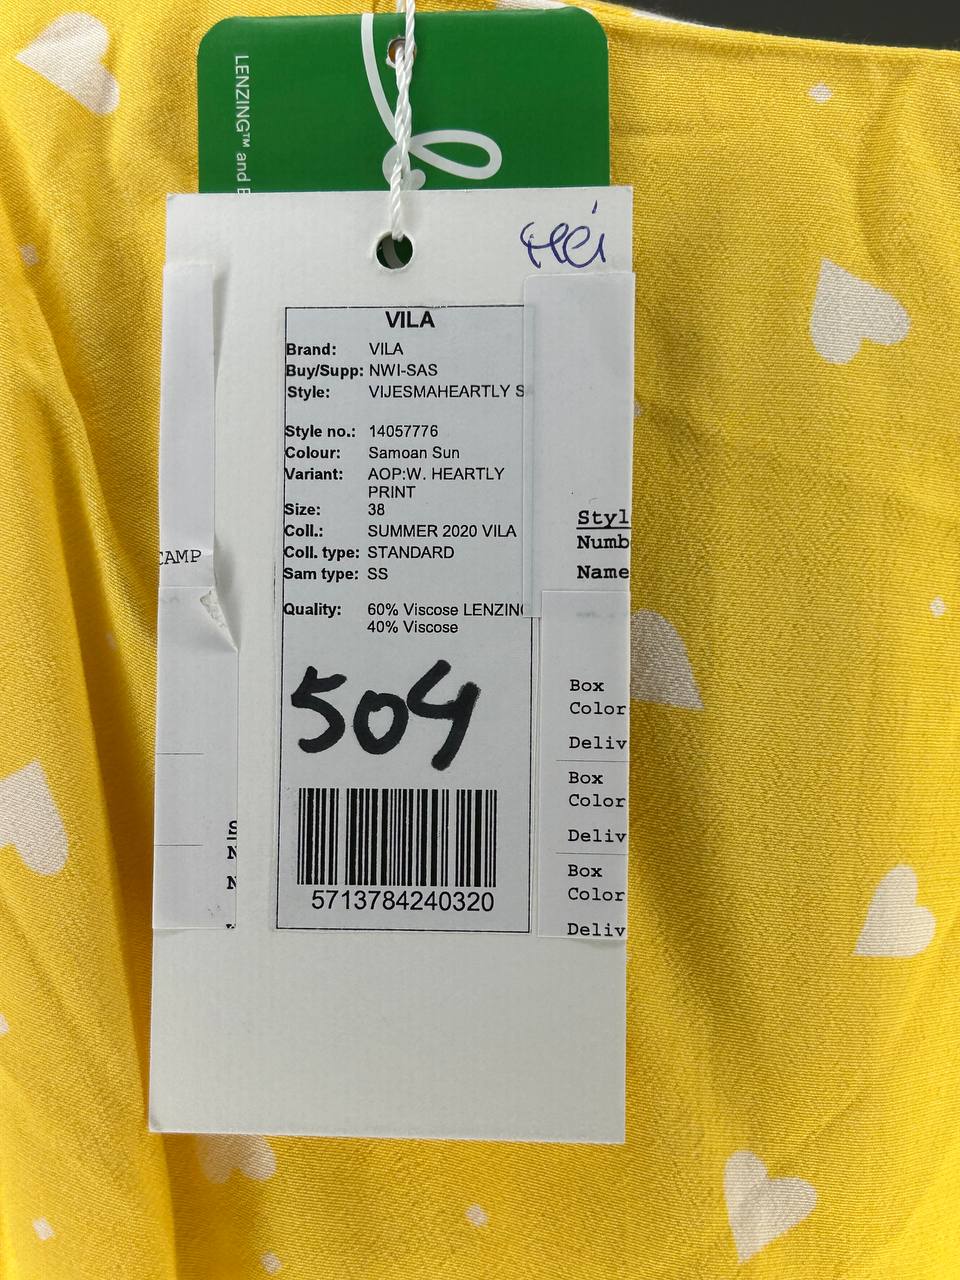 LENZING™ and E
HCi
VILA
Brand: VILA
Buy/Supp: NWI-SAS
Style: VIJESMAHEARTLY S
Style no.: 14057776
Colour: Samoan Sun
Variant: AOP:W. HEARTLY
PRINT
Size: 38
Coll.: SUMMER 2020 VILA
Coll. type: STANDARD
Sam type: SS
Quality: 60% Viscose LENZING
40% Viscose
504
5713784240320
CAMP
S
N
N
Styl
Numb
Name
Box
Color
Deliv
Box
Color
Deliv
Box
Color
Deliv